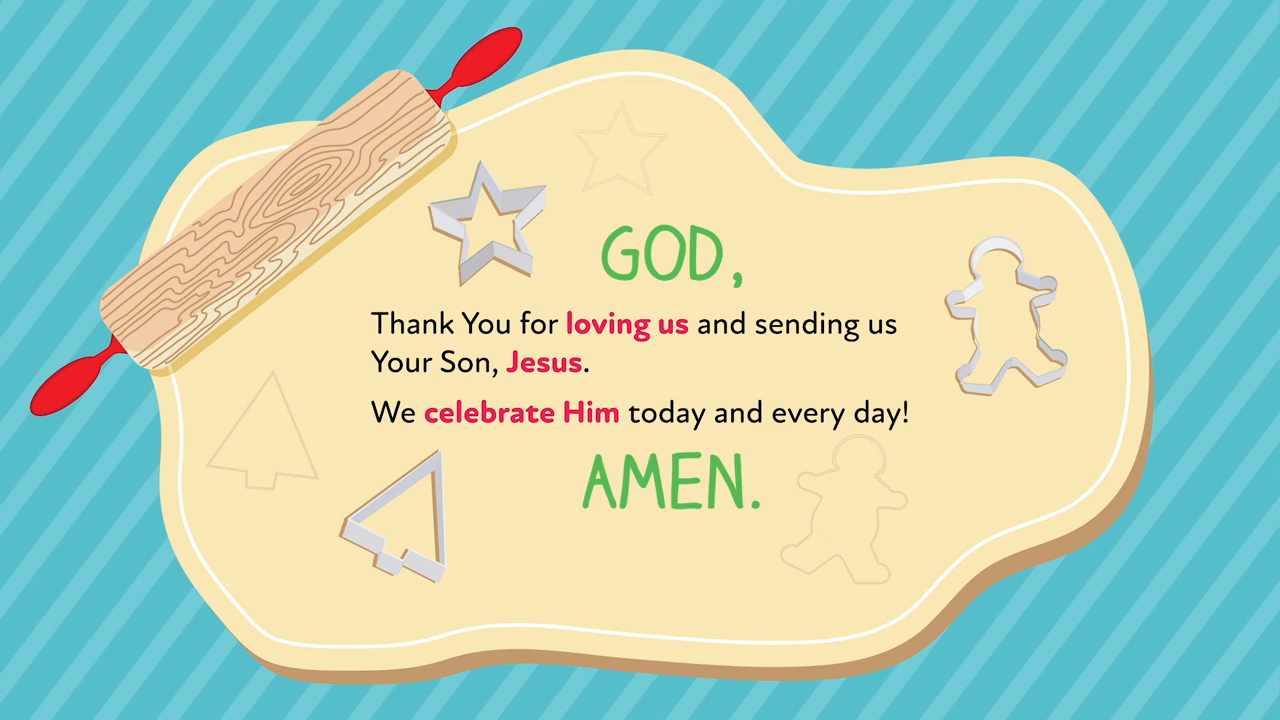 GOD,
Thank You for loving us and sending us
Your Son, Jesus.
We celebrate Him today and every day!
AMEN.